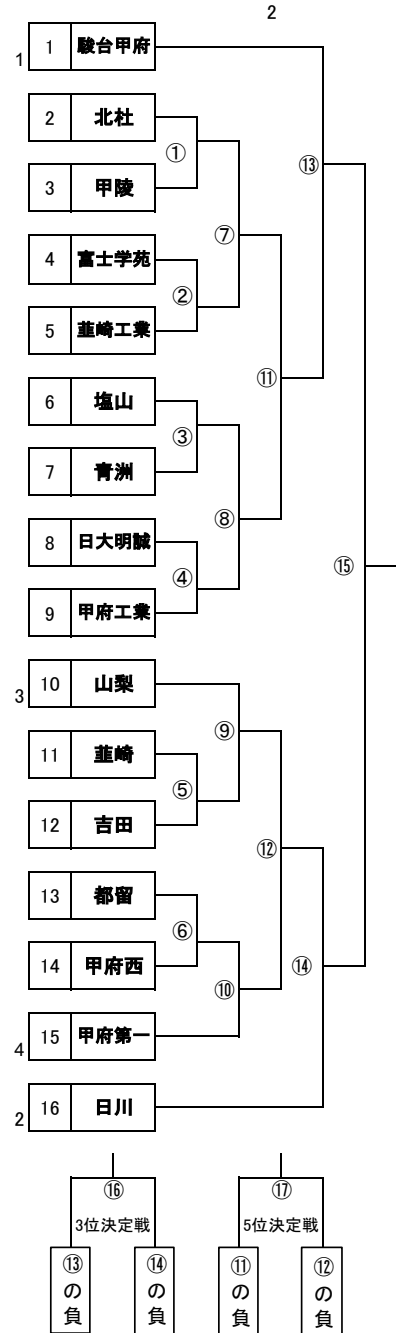 2
1 1 駿台甲府
2 北杜
①
⑬
3 甲陵
⑦
4 富士学苑
②
5 韮崎工業
⑪
6 塩山
③
7 青洲
⑧
8 日大明誠
⑮
④
9 甲府工業
3 10 山梨
⑨
11 韮崎
⑤
12 吉田
⑫
13 都留
⑥
14 甲府西
⑭
⑩
4 15 甲府第一
2 16 日川
⑯ ⑰
3位決定戦 5位決定戦
⑬の負 ⑭の負 ⑪の負 ⑫の負